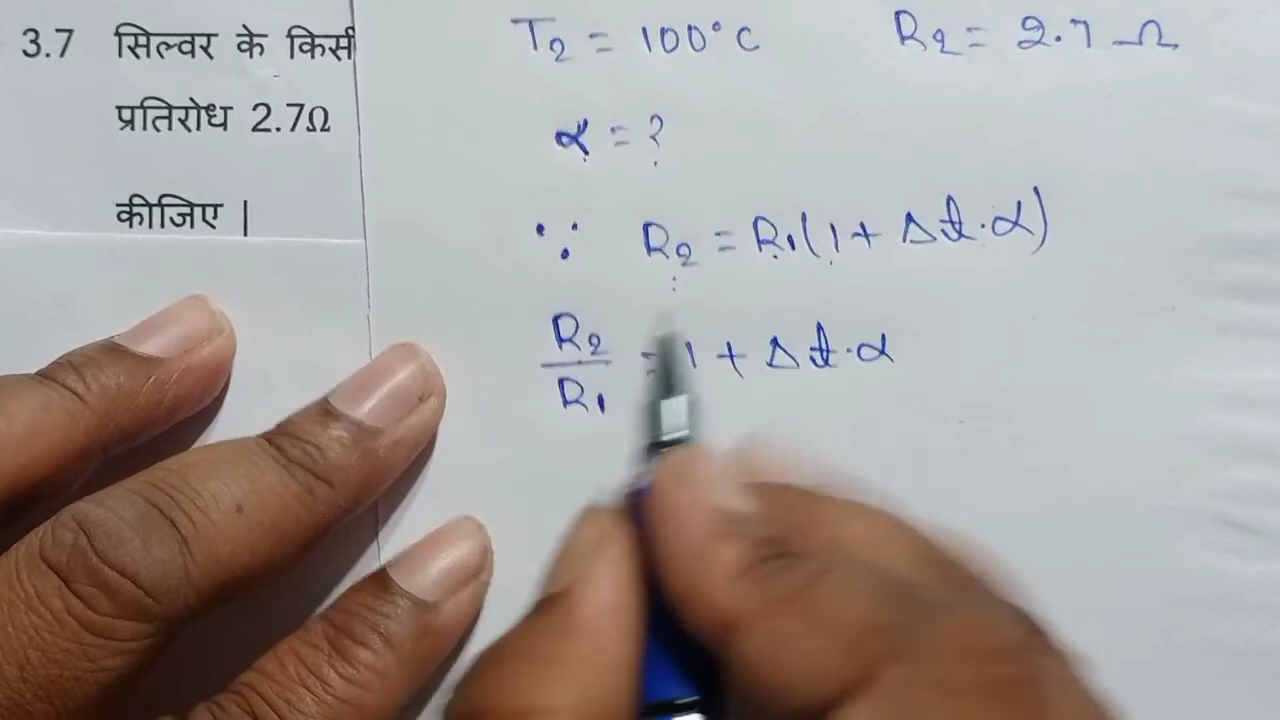 3.7 सिल्वर के किसी
प्रतिरोध 2.7Ω
कीजिए |
T₂ = 100°C R₂ = 2.7 Ω
α = ?
∵ R₂ = R₁(1 + Δt.α)
R₂/R₁ = 1 + Δt.α